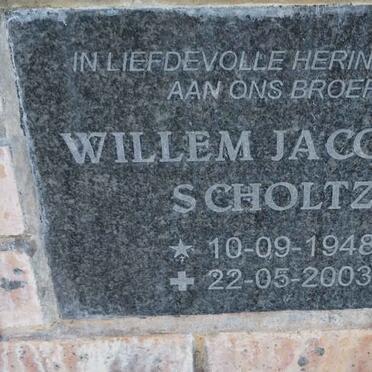 IN LIEFDEVOLLE HERIN
AAN ONS BROER
WILLEM JACO
SCHOLTZ
★ 10-09-1948
✚ 22-05-2003